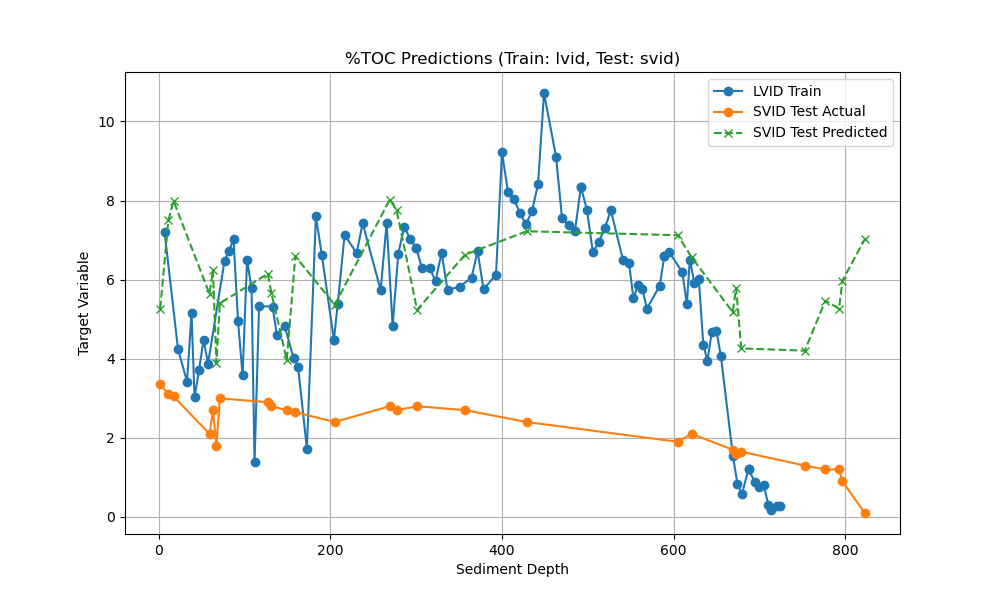 %TOC Predictions (Train: lvid, Test: svid)
LVID Train
SVID Test Actual
SVID Test Predicted
Target Variable
10
8
6
4
2
0
0 200 400 600 800
Sediment Depth